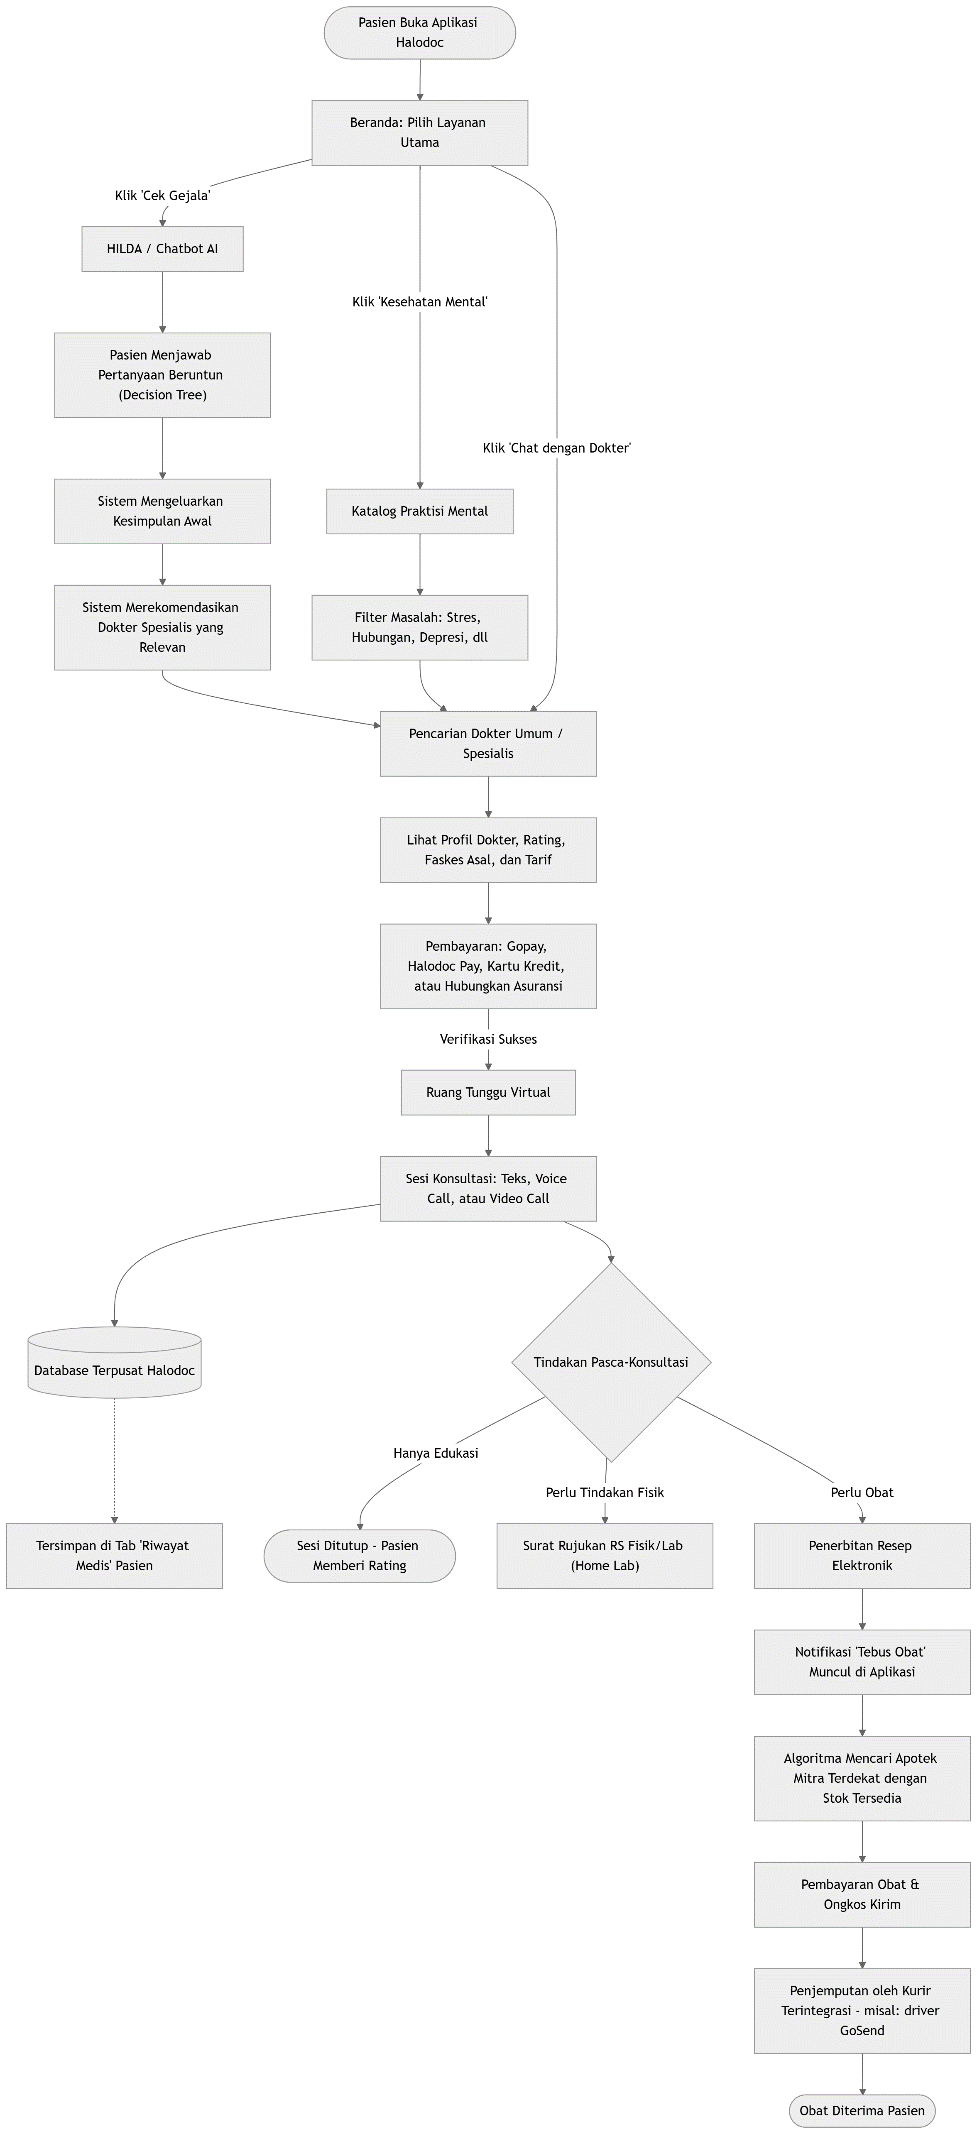 Pasien Buka Aplikasi
Halodoc
Beranda: Pilih Layanan
Utama
Klik 'Cek Gejala'
HILDA / Chatbot AI
Klik 'Kesehatan Mental'
Pasien Menjawab
Pertanyaan Beruntun
(Decision Tree)
Klik 'Chat dengan Dokter'
Sistem Mengeluarkan
Kesimpulan Awal
Katalog Praktisi Mental
Sistem Merekomendasikan
Dokter Spesialis yang
Relevan
Filter Masalah: Stres,
Hubungan, Depresi, dll
Pencarian Dokter Umum /
Spesialis
Lihat Profil Dokter, Rating,
Faskes Asal, dan Tarif
Pembayaran: Gopay,
Halodoc Pay, Kartu Kredit,
atau Hubungkan Asuransi
Verifikasi Sukses
Ruang Tunggu Virtual
Sesi Konsultasi: Teks, Voice
Call, atau Video Call
Database Terpusat Halodoc
Tindakan Pasca-Konsultasi
Hanya Edukasi
Perlu Tindakan Fisik
Perlu Obat
Tersimpan di Tab 'Riwayat
Medis' Pasien
Sesi Ditutup - Pasien
Memberi Rating
Surat Rujukan RS Fisik/Lab
(Home Lab)
Penerbitan Resep
Elektronik
Notifikasi 'Tebus Obat'
Muncul di Aplikasi
Algoritma Mencari Apotek
Mitra Terdekat dengan
Stok Tersedia
Pembayaran Obat &
Ongkos Kirim
Penjemputan oleh Kurir
Terintegrasi - misal: driver
GoSend
Obat Diterima Pasien